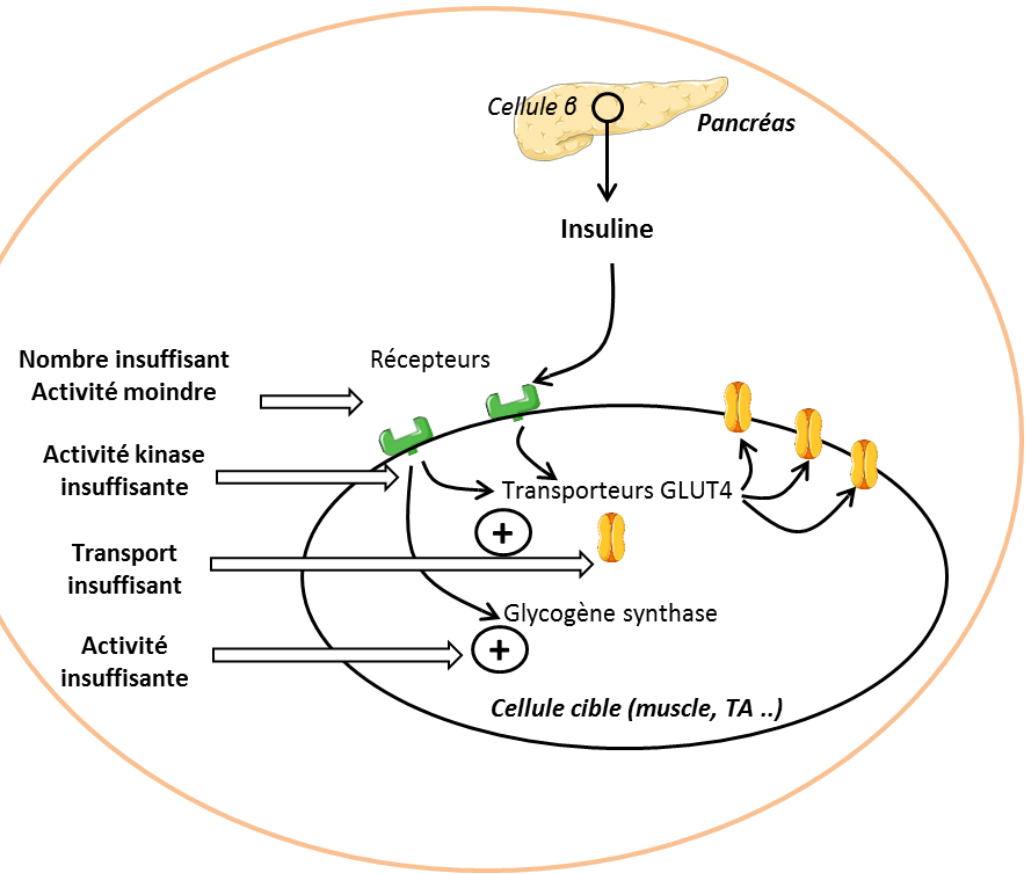 Cellule β
Pancréas
Insuline
Nombre insuffisant
Activité moindre
Récepteurs
Activité kinase
insuffisante
Transporteurs GLUT4
+
Transport
insuffisant
Glycogène synthase
+
Activité
insuffisante
Cellule cible (muscle, TA ..)